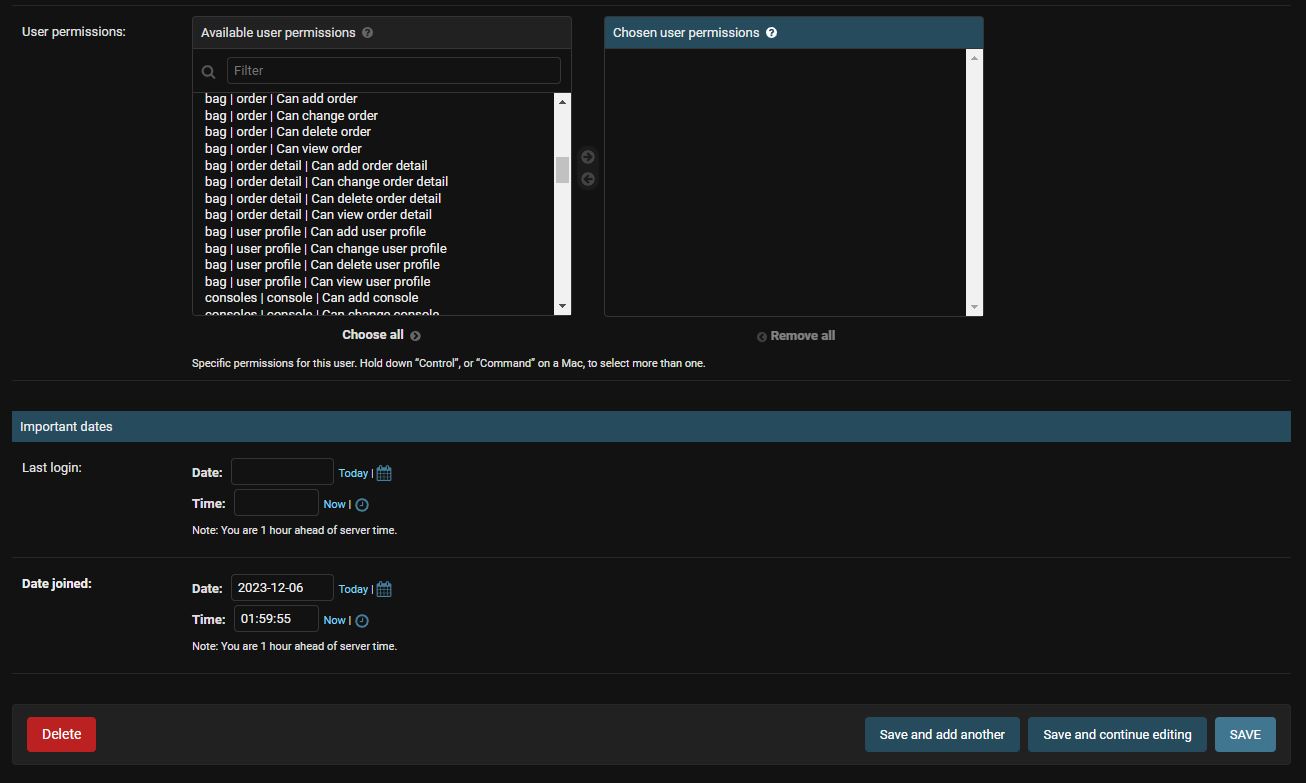 User permissions:
Available user permissions ?
Filter
bag | order | Can add order
bag | order | Can change order
bag | order | Can delete order
bag | order | Can view order
bag | order detail | Can add order detail
bag | order detail | Can change order detail
bag | order detail | Can delete order detail
bag | order detail | Can view order detail
bag | user profile | Can add user profile
bag | user profile | Can change user profile
bag | user profile | Can delete user profile
bag | user profile | Can view user profile
consoles | console | Can add console
consoles | console | Can change console
Choose all
Chosen user permissions ?
Remove all
Specific permissions for this user. Hold down “Control”, or “Command” on a Mac, to select more than one.
Important dates
Last login:
Date: Today |
Time: Now |
Note: You are 1 hour ahead of server time.
Date joined:
Date: 2023-12-06 Today |
Time: 01:59:55 Now |
Note: You are 1 hour ahead of server time.
Delete
Save and add another
Save and continue editing
SAVE